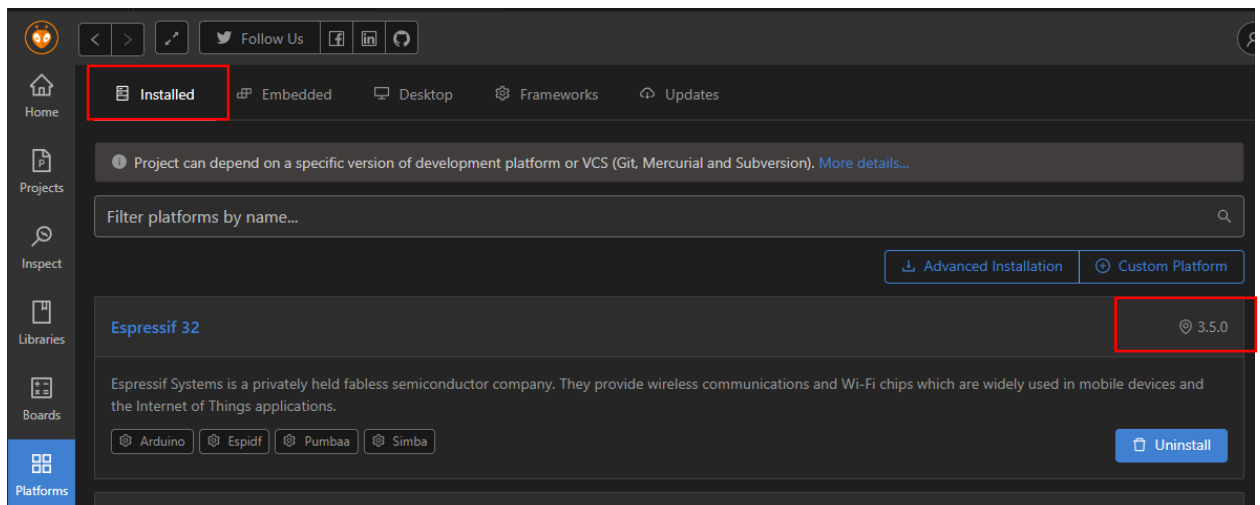 Follow Us
Home
Installed
Embedded
Desktop
Frameworks
Updates
Projects
Project can depend on a specific version of development platform or VCS (Git, Mercurial and Subversion). More details...
Filter platforms by name...
Inspect
Advanced Installation
Custom Platform
Libraries
Espressif 32
3.5.0
Espressif Systems is a privately held fabless semiconductor company. They provide wireless communications and Wi-Fi chips which are widely used in mobile devices and
the Internet of Things applications.
Boards
Arduino
Espidf
Pumbaa
Simba
Uninstall
Platforms